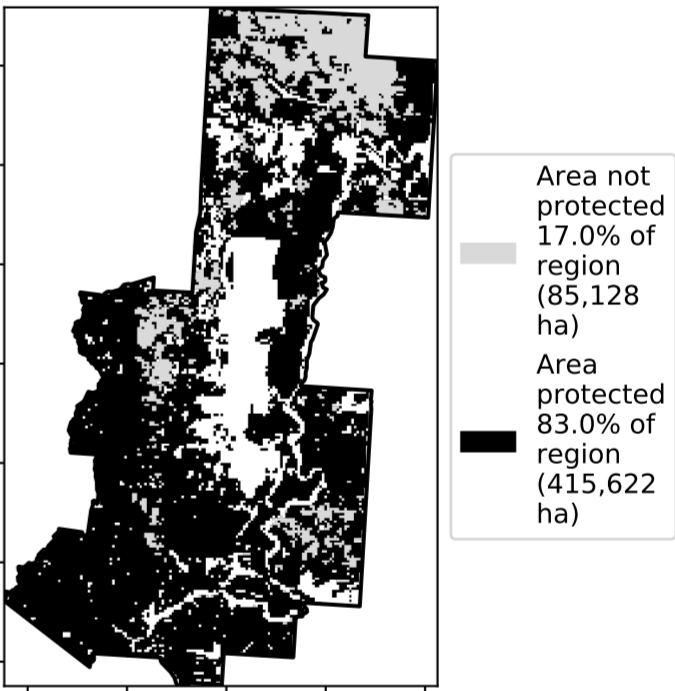 Area not
protected
17.0% of
region
(85,128
ha)
Area
protected
83.0% of
region
(415,622
ha)